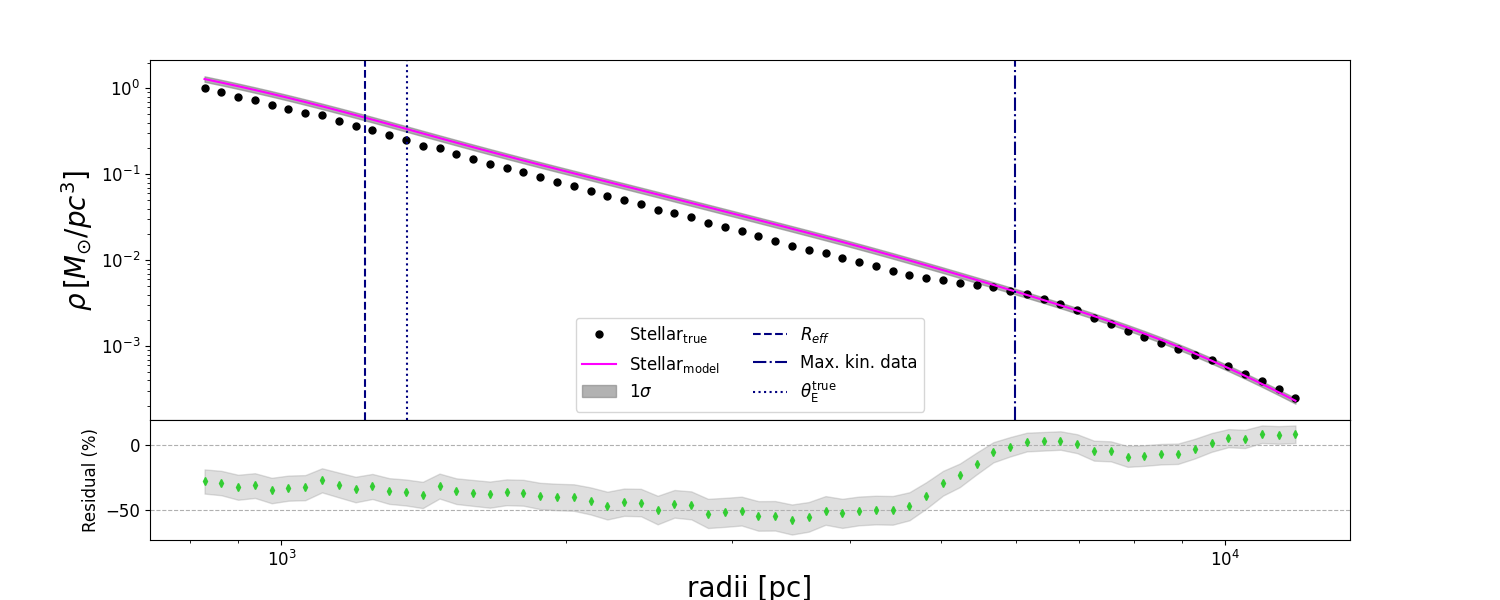 10⁰
10⁻¹
10⁻²
10⁻³
ρ [M⊙/pc³]
Stellar_true
Stellar_model
1σ
R_eff
Max. kin. data
θ_E^true
0
−50
Residual (%)
10³
10⁴
radii [pc]